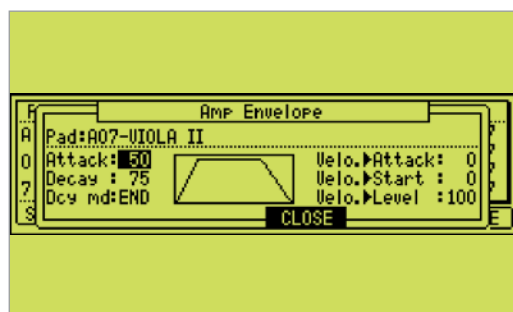 Amp Envelope
Pad:A07-VIOLA II
Attack: 50 Velo.▶Attack: 0
Decay : 75 Velo.▶Start : 0
Dcy md:END Velo.▶Level :100
CLOSE